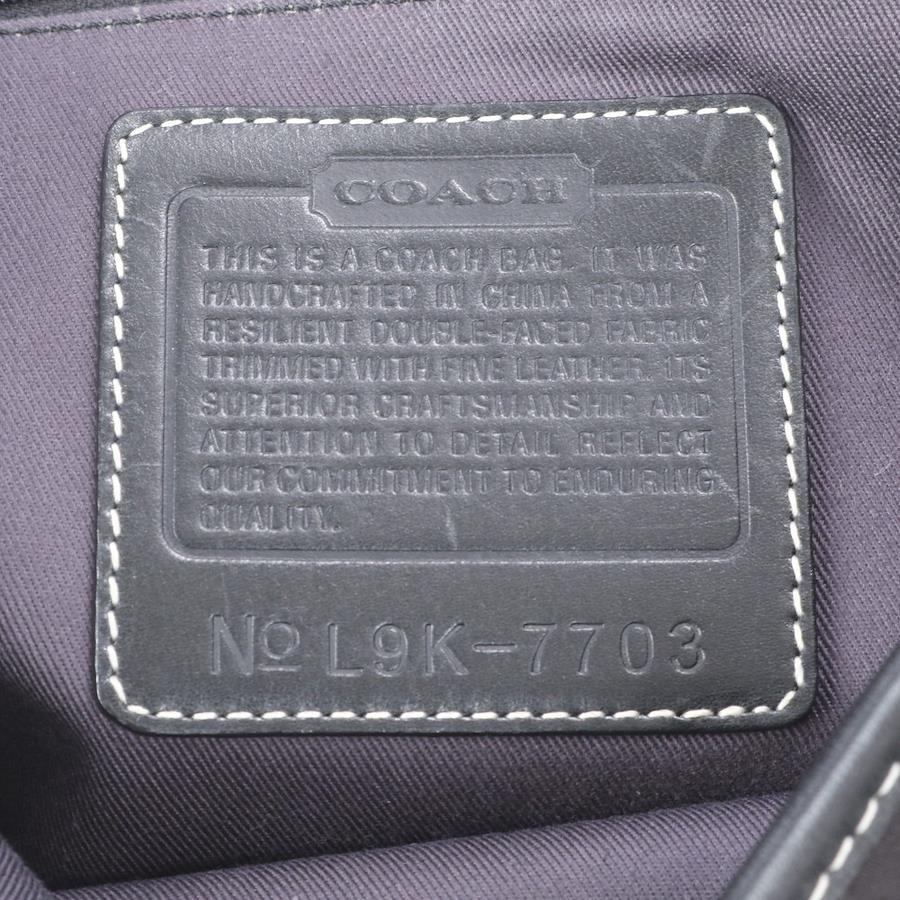 COACH
THIS IS A COACH BAG. IT WAS
HANDCRAFTED IN CHINA FROM A
RESILIENT DOUBLE-FACED FABRIC
TRIMMED WITH FINE LEATHER. ITS
SUPERIOR CRAFTSMANSHIP AND
ATTENTION TO DETAIL REFLECT
OUR COMMITMENT TO ENDURING
QUALITY.
Nº L9K-7703